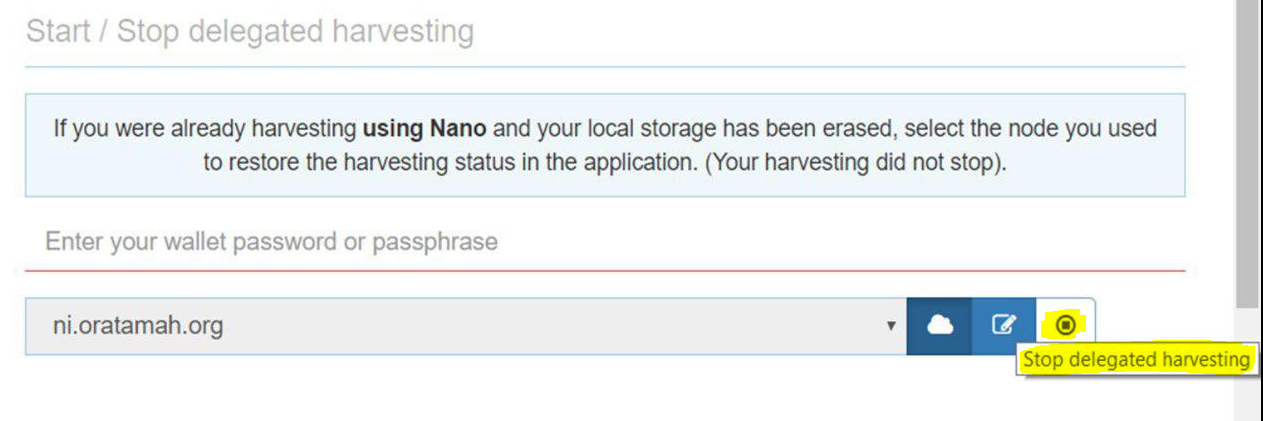 Start / Stop delegated harvesting
If you were already harvesting using Nano and your local storage has been erased, select the node you used
to restore the harvesting status in the application. (Your harvesting did not stop).
Enter your wallet password or passphrase
ni.oratamah.org
Stop delegated harvesting